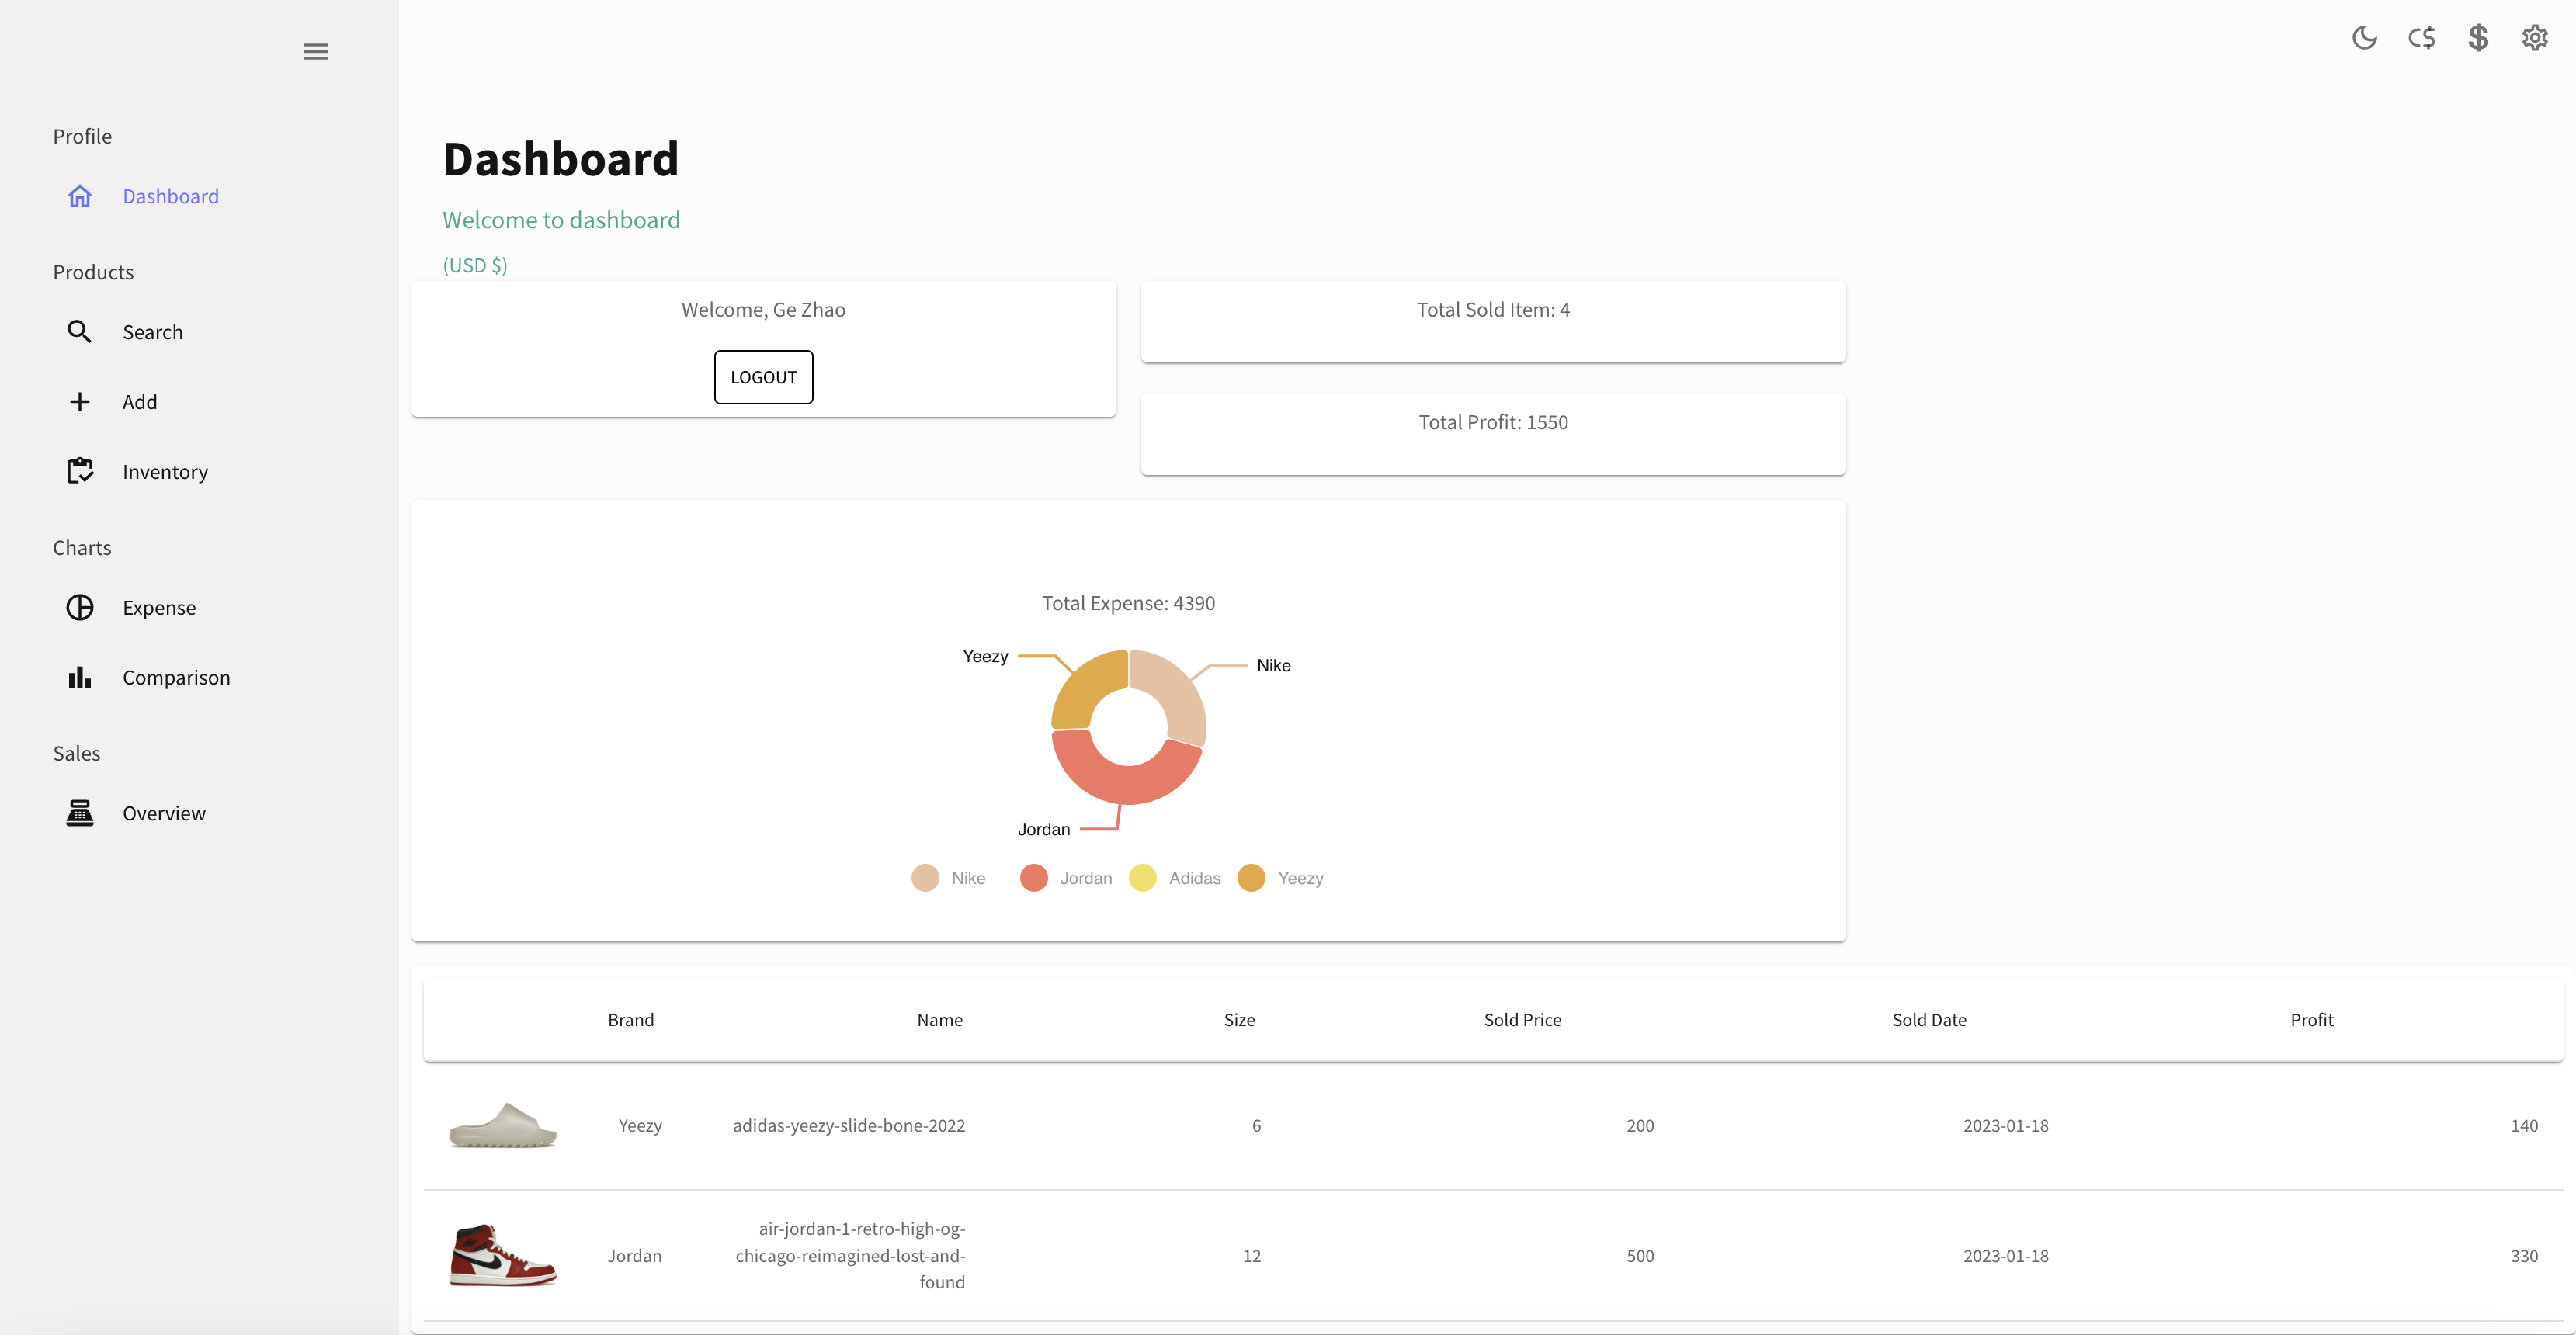 Profile
Dashboard
Products
Search
Add
Inventory
Charts
Expense
Comparison
Sales
Overview
C$ $
Dashboard
Welcome to dashboard
(USD $)
Welcome, Ge Zhao
LOGOUT
Total Sold Item: 4
Total Profit: 1550
Total Expense: 4390
Yeezy
Nike
Jordan
Nike Jordan Adidas Yeezy
Brand Name Size Sold Price Sold Date Profit
Yeezy adidas-yeezy-slide-bone-2022 6 200 2023-01-18 140
air-jordan-1-retro-high-og-
Jordan chicago-reimagined-lost-and- 12 500 2023-01-18 330
found